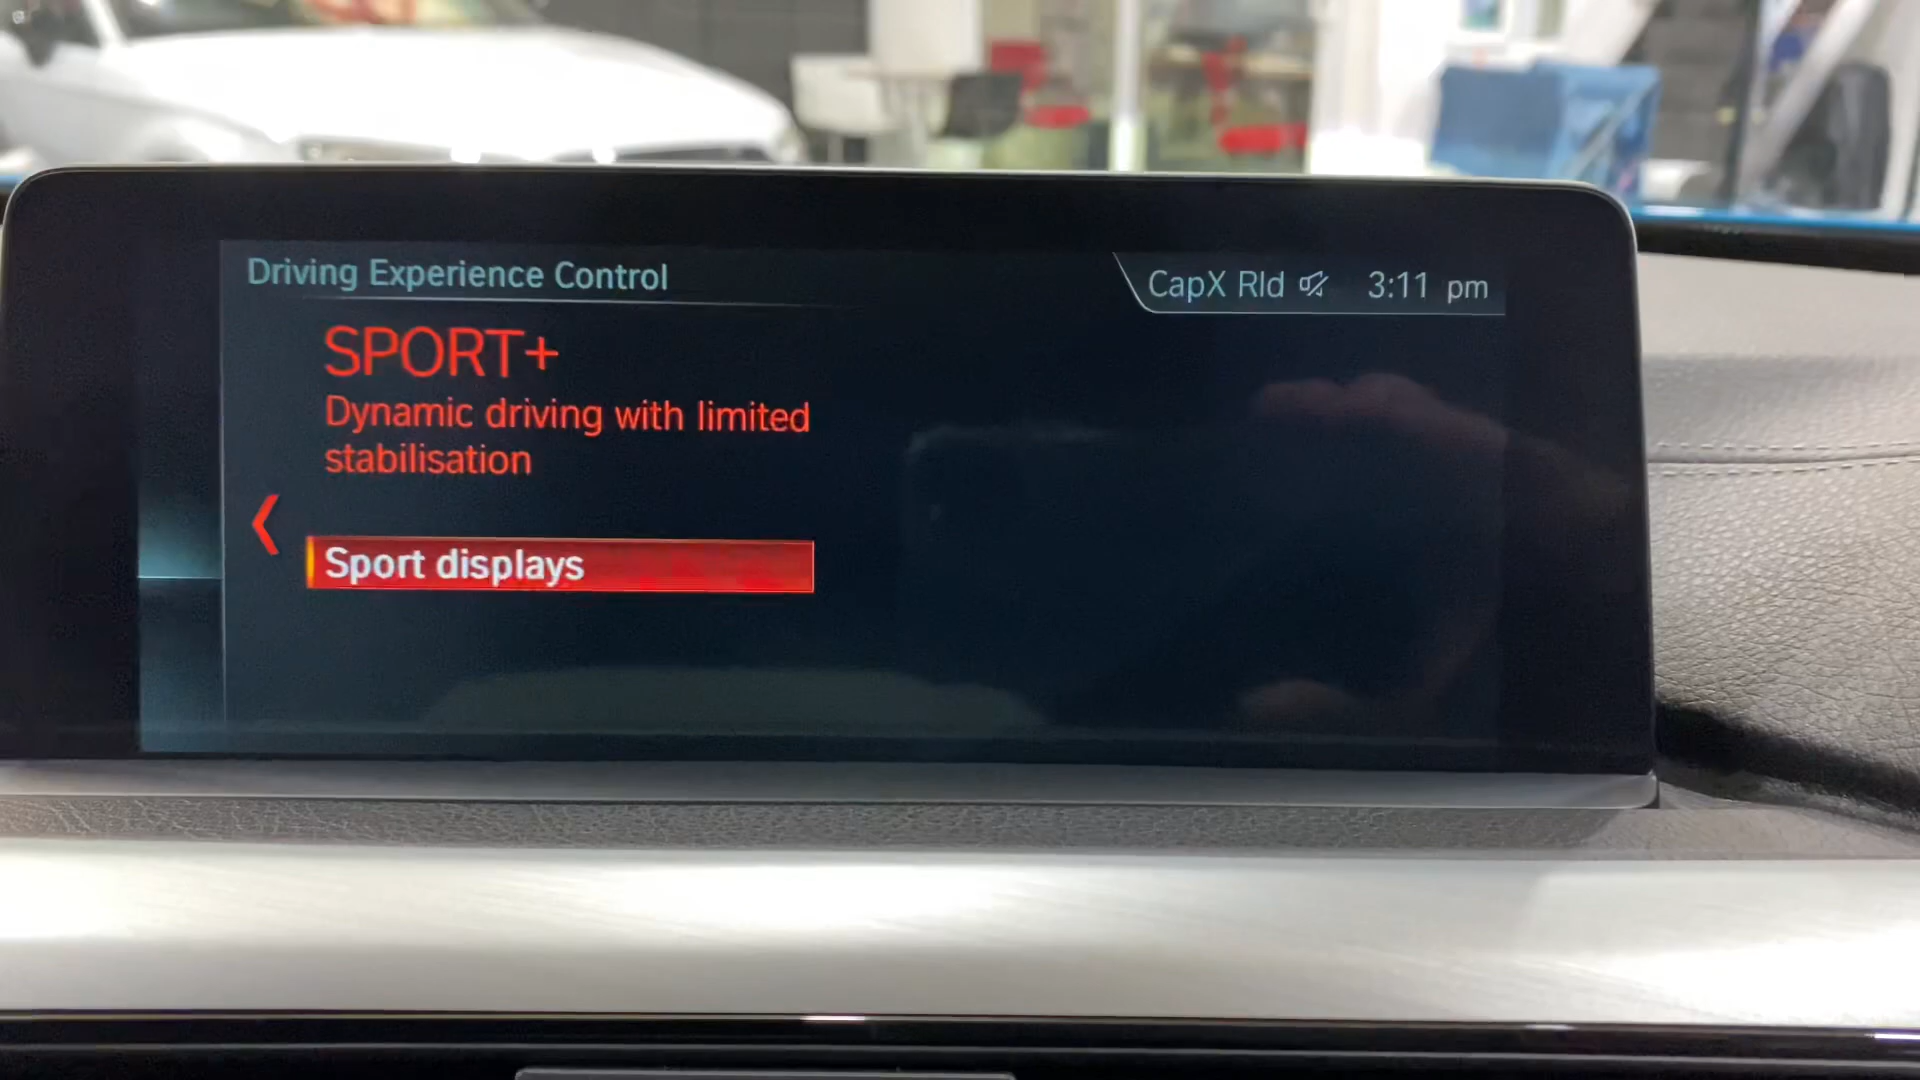 Driving Experience Control
CapX Rld 3:11 pm
SPORT+
Dynamic driving with limited
stabilisation
Sport displays